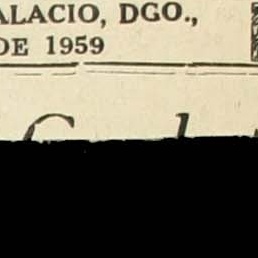 ALACIO, DGO.,
DE 1959